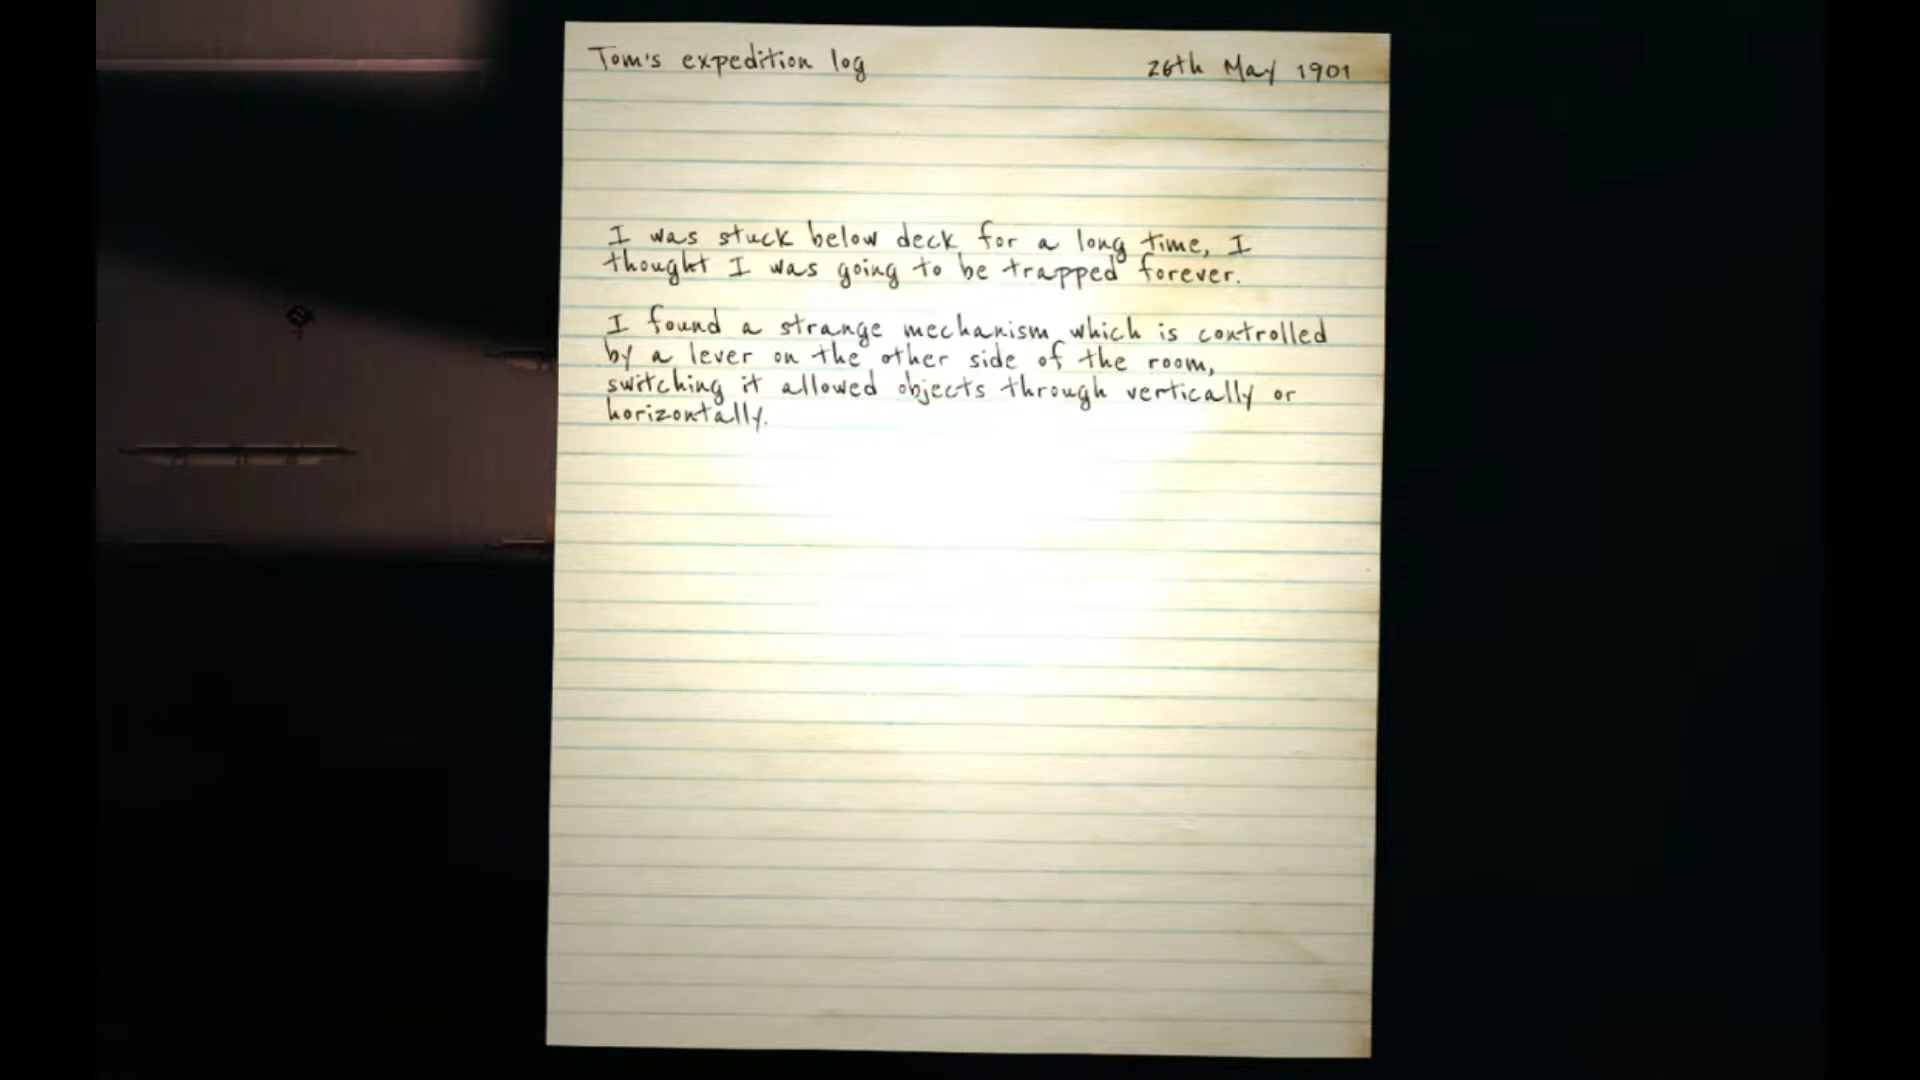 Tom's expedition log
26th May 1901
I was stuck below deck for a long time, I
thought I was going to be trapped forever.
I found a strange mechanism which is controlled
by a lever on the other side of the room,
switching it allowed objects through vertically or
horizontally.